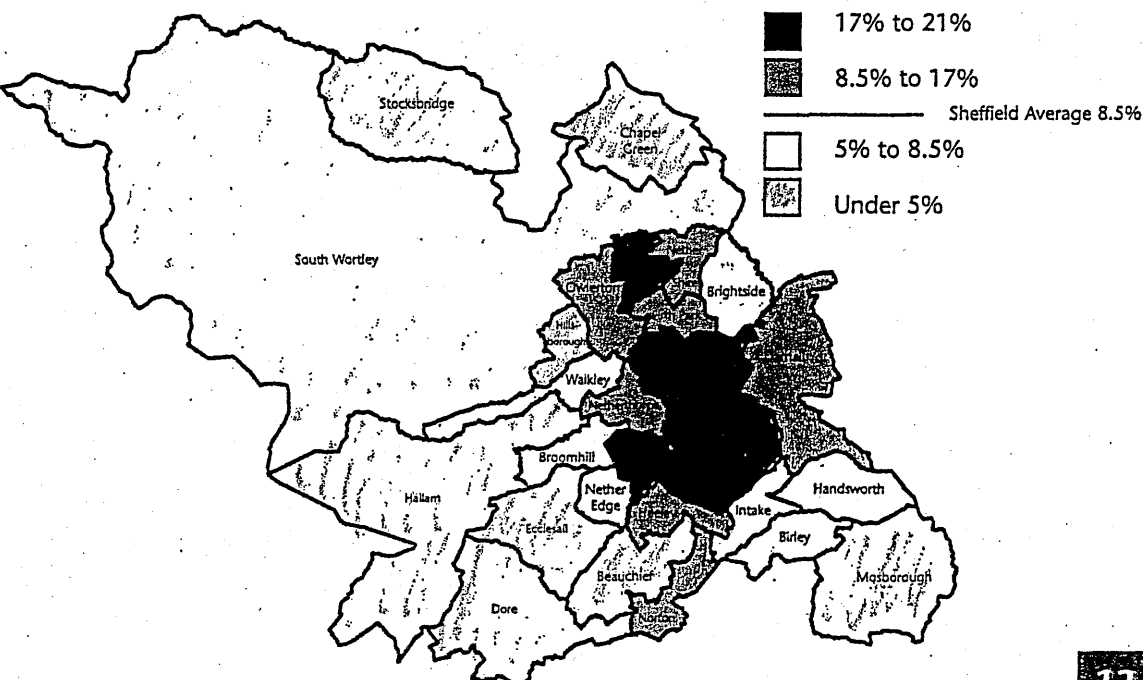 17% to 21%
8.5% to 17%
Sheffield Average 8.5%
5% to 8.5%
Under 5%
Stocksbridge
Chapel
Green
South Wortley
Owlerton
Brightside
Hills-
borough
Walkley
Broomhill
Nether
Edge
Hallam
Ecclesall
Heeley
Intake
Handsworth
Birley
Beauchief
Mosborough
Dore
Norton